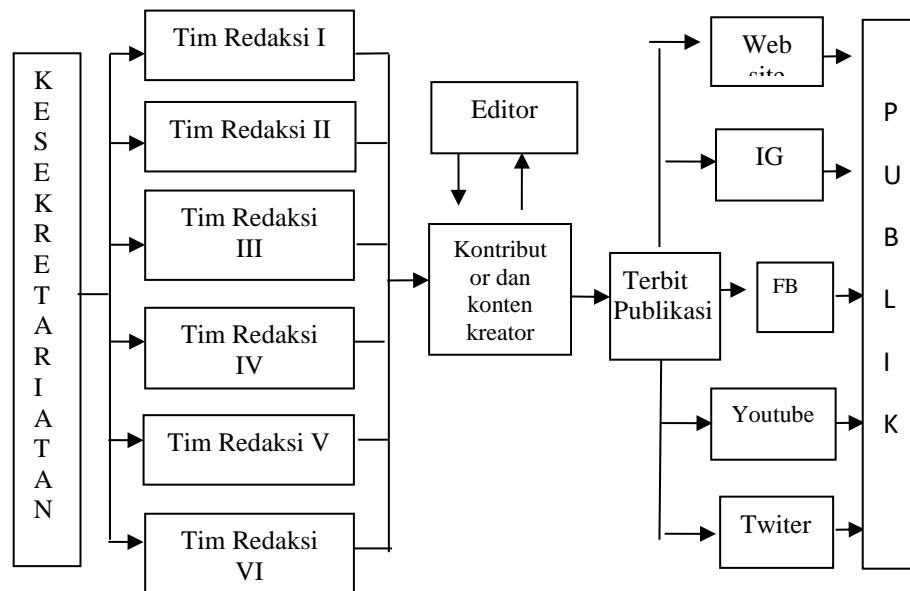 K
E
S
E
K
R
E
T
A
R
I
A
T
A
N
Tim Redaksi I
Tim Redaksi II
Tim Redaksi
III
Tim Redaksi
IV
Tim Redaksi V
Tim Redaksi
VI
Editor
Kontribut
or dan
konten
kreator
Terbit
Publikasi
Web
site
IG
FB
Youtube
Twiter
P
U
B
L
I
K